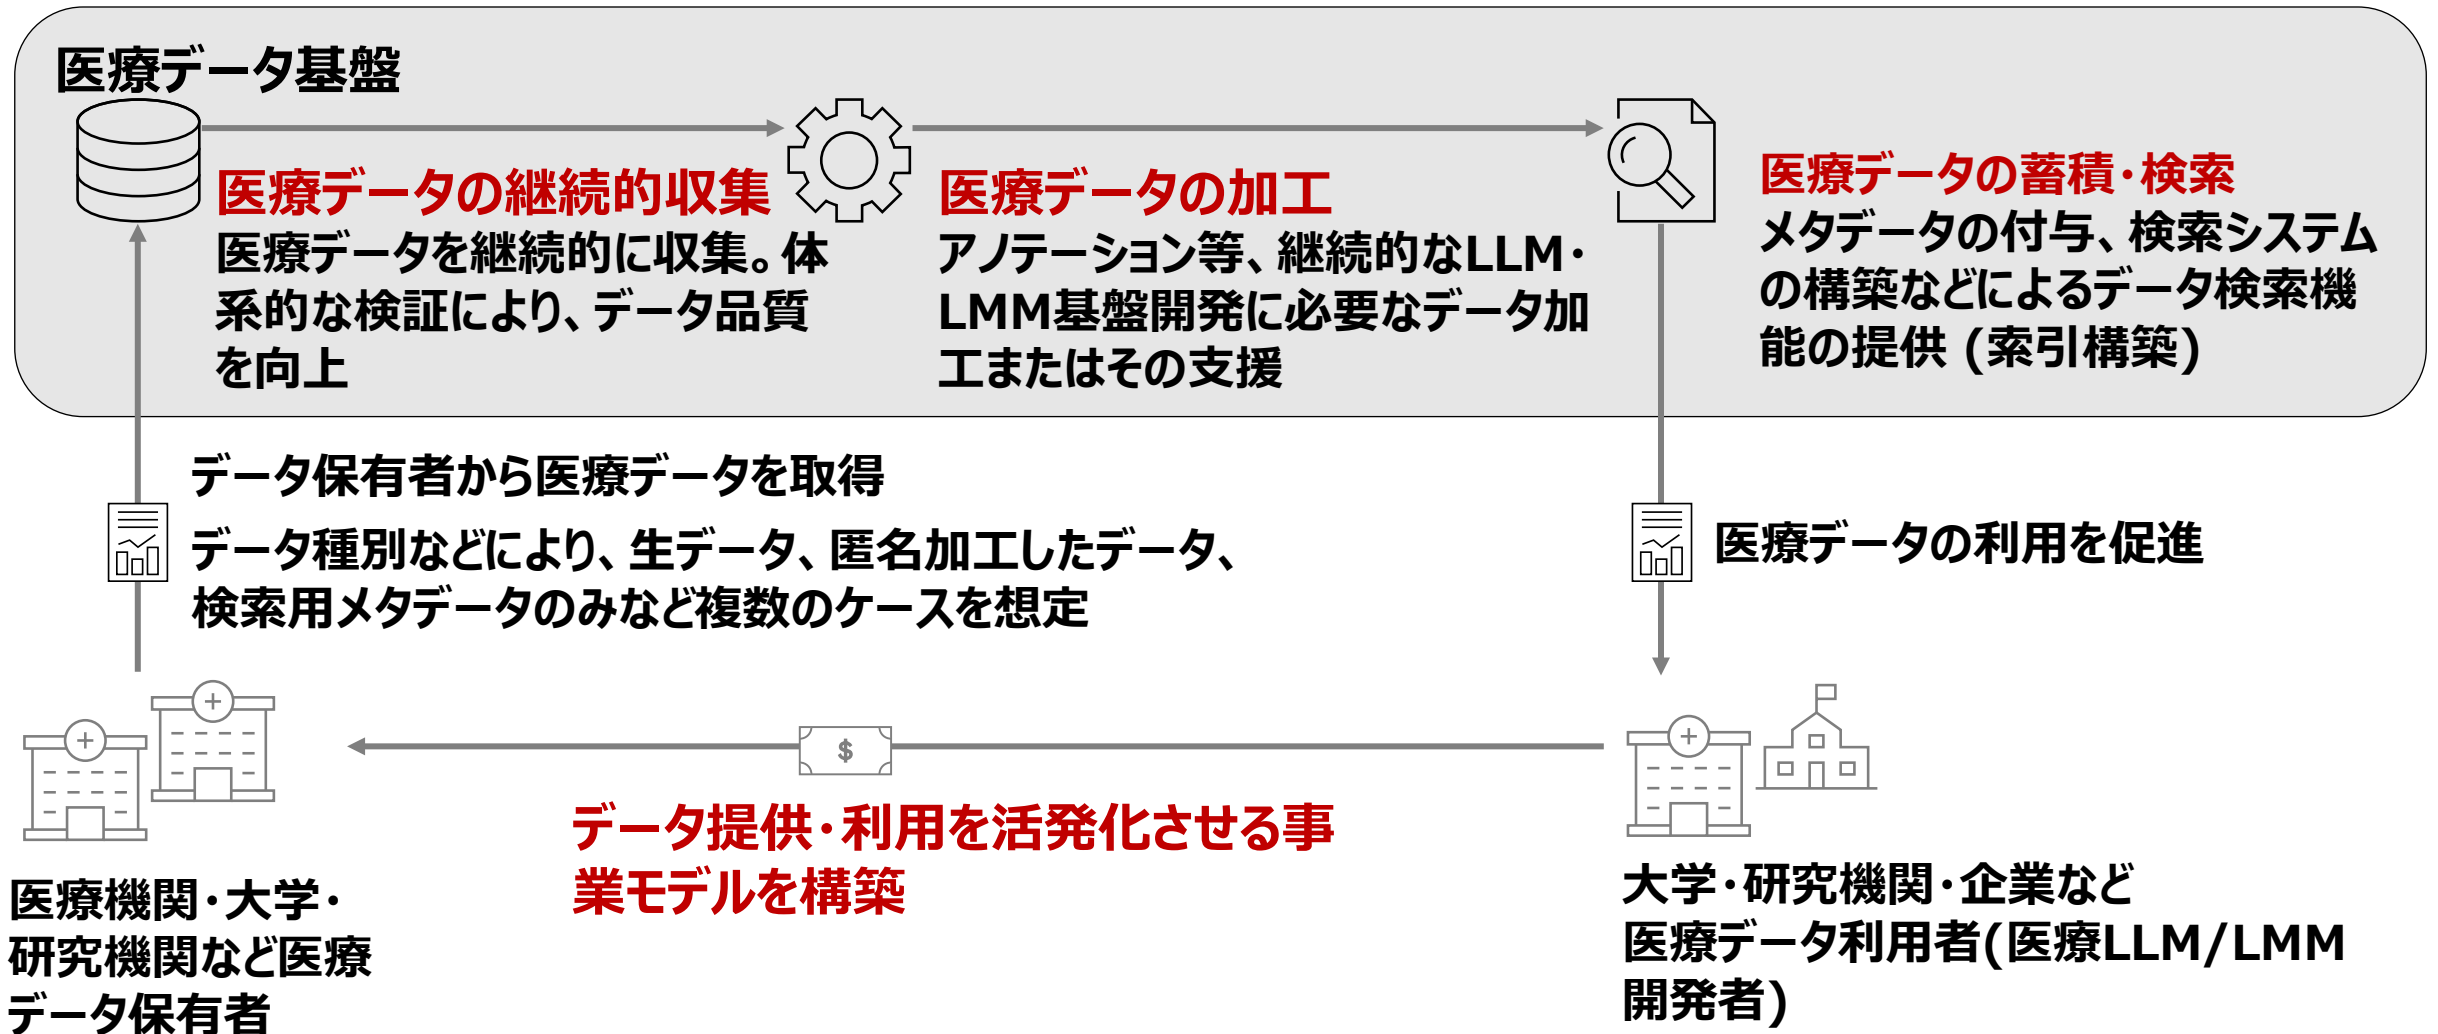 医療データ基盤
医療データの継続的収集
医療データを継続的に収集。体
系的な検証により、データ品質
を向上
医療データの加工
アノテーション等、継続的なLLM・
LMM基盤開発に必要なデータ加
工またはその支援
医療データの蓄積・検索
メタデータの付与、検索システム
の構築などによるデータ検索機
能の提供 (索引構築)
データ保有者から医療データを取得
データ種別などにより、生データ、匿名加工したデータ、
検索用メタデータのみなど複数のケースを想定
医療データの利用を促進
$
データ提供・利用を活発化させる事
業モデルを構築
医療機関・大学・
研究機関など医療
データ保有者
大学・研究機関・企業など
医療データ利用者(医療LLM/LMM
開発者)